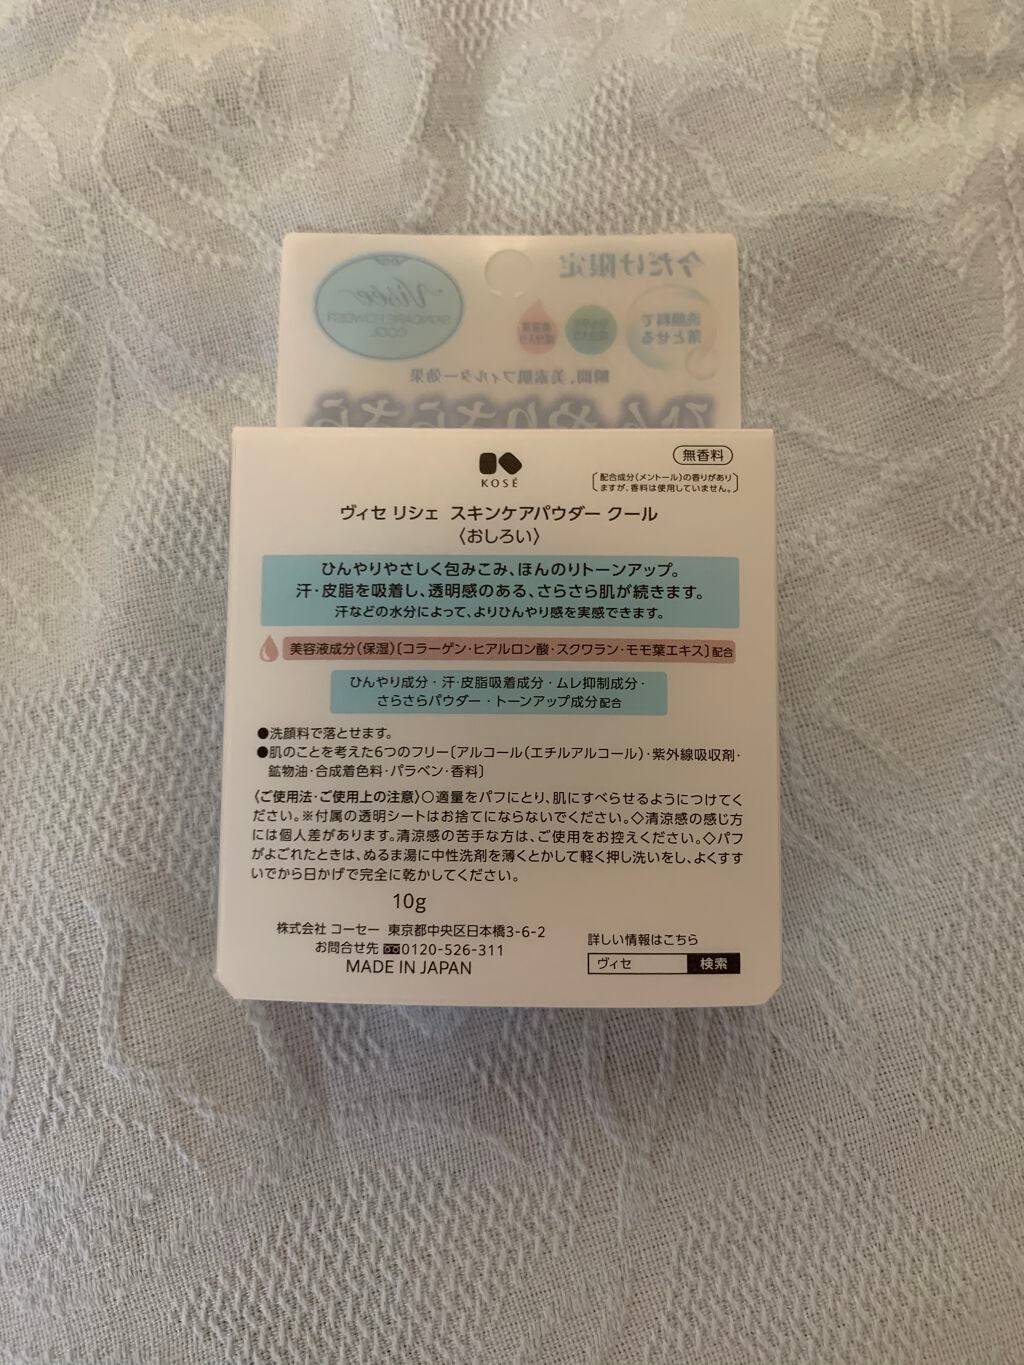 今だけ限定
Visée
SKINCARE POWDER
COOL
洗顔料で
落とせる
瞬間、美素肌フィルター効果
ひんやりさらさら
KOSÉ
無香料
〔配合成分(メントール)の香りがあり
ますが、香料は使用していません。〕
ヴィセ リシェ スキンケアパウダー クール
〈おしろい〉
ひんやりやさしく包みこみ、ほんのりトーンアップ。
汗・皮脂を吸着し、透明感のある、さらさら肌が続きます。
汗などの水分によって、よりひんやり感を実感できます。
美容液成分(保湿)〔コラーゲン・ヒアルロン酸・スクワラン・モモ葉エキス〕配合
ひんやり成分・汗・皮脂吸着成分・ムレ抑制成分・
さらさらパウダー・トーンアップ成分配合
●洗顔料で落とせます。
●肌のことを考えた6つのフリー〔アルコール(エチルアルコール)・紫外線吸収剤・
鉱物油・合成着色料・パラベン・香料〕
〈ご使用法・ご使用上の注意〉○適量をパフにとり、肌にすべらせるようにつけてく
ださい。※付属の透明シートはお捨てにならないでください。◇清涼感の感じ方
には個人差があります。清涼感の苦手な方は、ご使用をお控えください。◇パフ
がよごれたときは、ぬるま湯に中性洗剤を薄くとかして軽く押し洗いをし、よくすす
いでから日かげで完全に乾かしてください。
10g
株式会社 コーセー 東京都中央区日本橋3-6-2
お問合せ先 0120-526-311
MADE IN JAPAN
詳しい情報はこちら
ヴィセ 検索